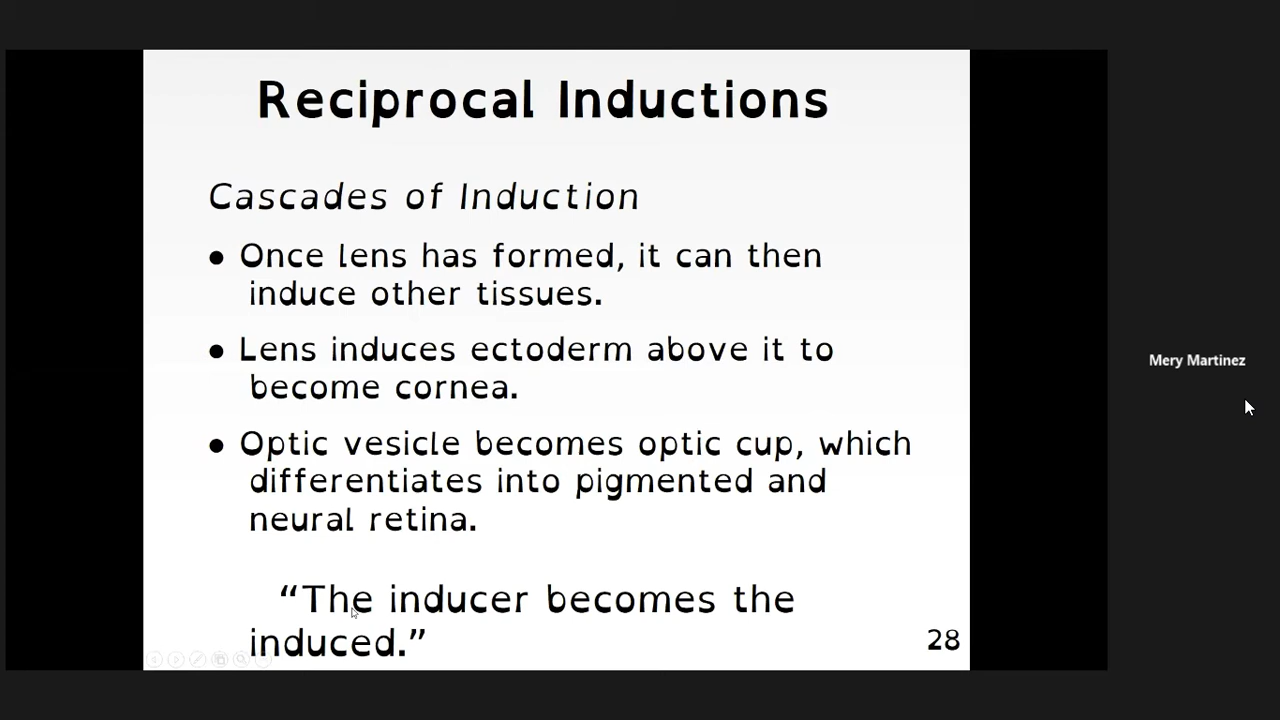 Reciprocal Inductions
Cascades of Induction
• Once lens has formed, it can then
induce other tissues.
• Lens induces ectoderm above it to
become cornea.
• Optic vesicle becomes optic cup, which
differentiates into pigmented and
neural retina.
“The inducer becomes the
induced.”
28
Mery Martinez